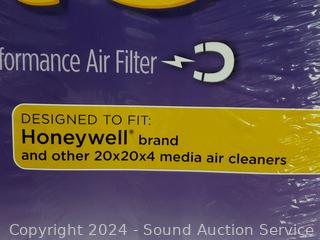 formance Air Filter
DESIGNED TO FIT:
Honeywell® brand
and other 20x20x4 media air cleaners
Copyright 2024 - Sound Auction Service